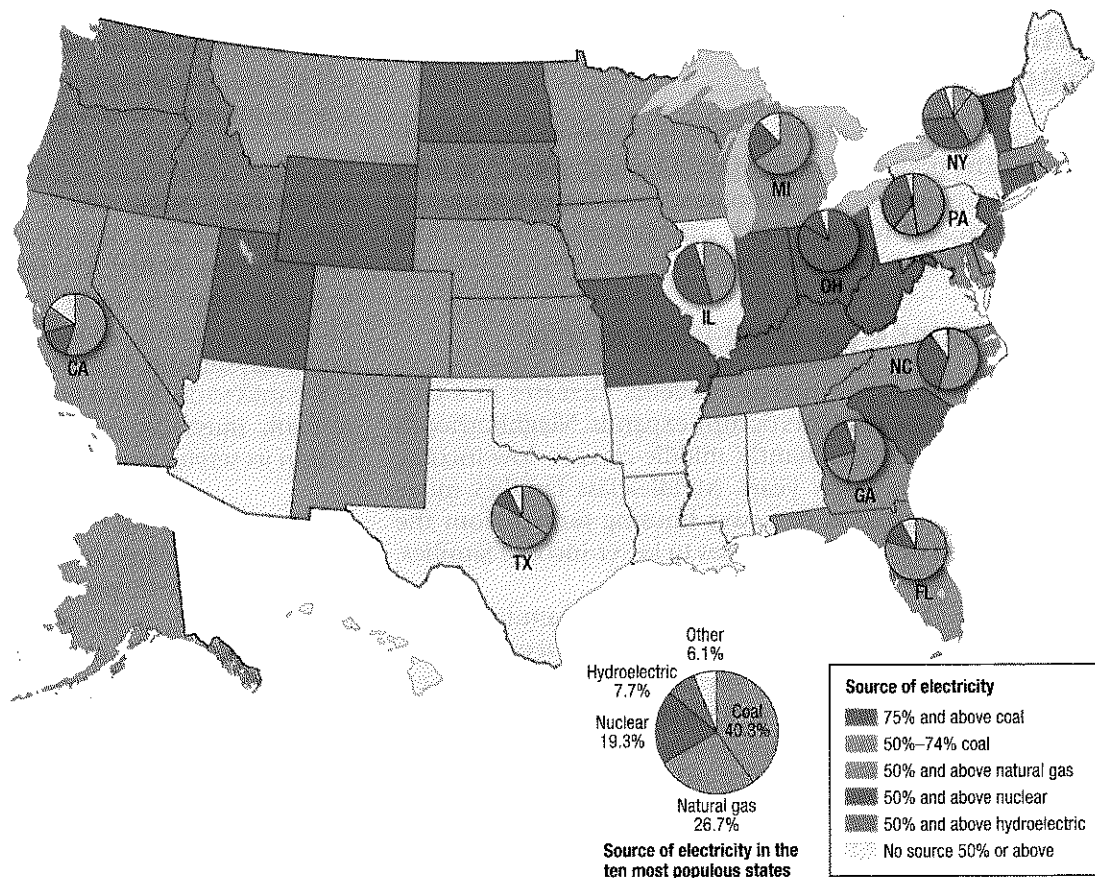 NY
MI
PA
OH
IL
CA
NC
GA
TX
FL
Other
6.1%
Hydroelectric
7.7%
Nuclear
19.3%
Coal
40.3%
Natural gas
26.7%
Source of electricity in the
ten most populous states
Source of electricity
75% and above coal
50%–74% coal
50% and above natural gas
50% and above nuclear
50% and above hydroelectric
No source 50% or above